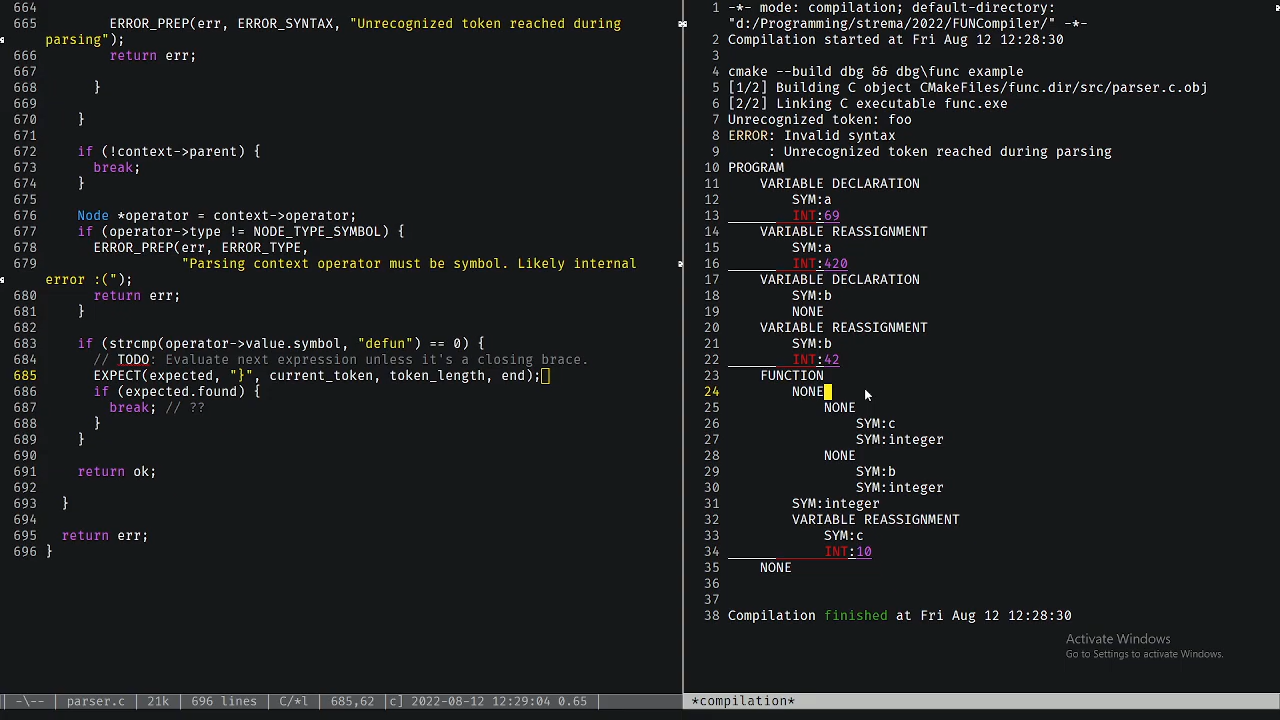 664
665         ERROR_PREP(err, ERROR_SYNTAX, "Unrecognized token reached during
parsing");
666         return err;
667
668       }
669
670     }
671
672     if (!context->parent) {
673       break;
674     }
675
676     Node *operator = context->operator;
677     if (operator->type != NODE_TYPE_SYMBOL) {
678       ERROR_PREP(err, ERROR_TYPE,
679                  "Parsing context operator must be symbol. Likely internal
error :(");
680       return err;
681     }
682
683     if (strcmp(operator->value.symbol, "defun") == 0) {
684       // TODO: Evaluate next expression unless it's a closing brace.
685       EXPECT(expected, "}", current_token, token_length, end);
686       if (expected.found) {
687         break; // ??
688       }
689     }
690
691     return ok;
692
693   }
694
695   return err;
696 }
-\-- parser.c 21k 696 lines C/*l 685,62 c] 2022-08-12 12:29:04 0.65
1 -*- mode: compilation; default-directory:
"d:/Programming/strema/2022/FUNCompiler/" -*-
2 Compilation started at Fri Aug 12 12:28:30
3
4 cmake --build dbg && dbg\func example
5 [1/2] Building C object CMakeFiles/func.dir/src/parser.c.obj
6 [2/2] Linking C executable func.exe
7 Unrecognized token: foo
8 ERROR: Invalid syntax
9      : Unrecognized token reached during parsing
10 PROGRAM
11     VARIABLE DECLARATION
12         SYM:a
13         INT:69
14     VARIABLE REASSIGNMENT
15         SYM:a
16         INT:420
17     VARIABLE DECLARATION
18         SYM:b
19         NONE
20     VARIABLE REASSIGNMENT
21         SYM:b
22         INT:42
23     FUNCTION
24         NONE
25             NONE
26                 SYM:c
27                 SYM:integer
28             NONE
29                 SYM:b
30                 SYM:integer
31         SYM:integer
32         VARIABLE REASSIGNMENT
33             SYM:c
34             INT:10
35     NONE
36
37
38 Compilation finished at Fri Aug 12 12:28:30
Activate Windows
Go to Settings to activate Windows.
*compilation*